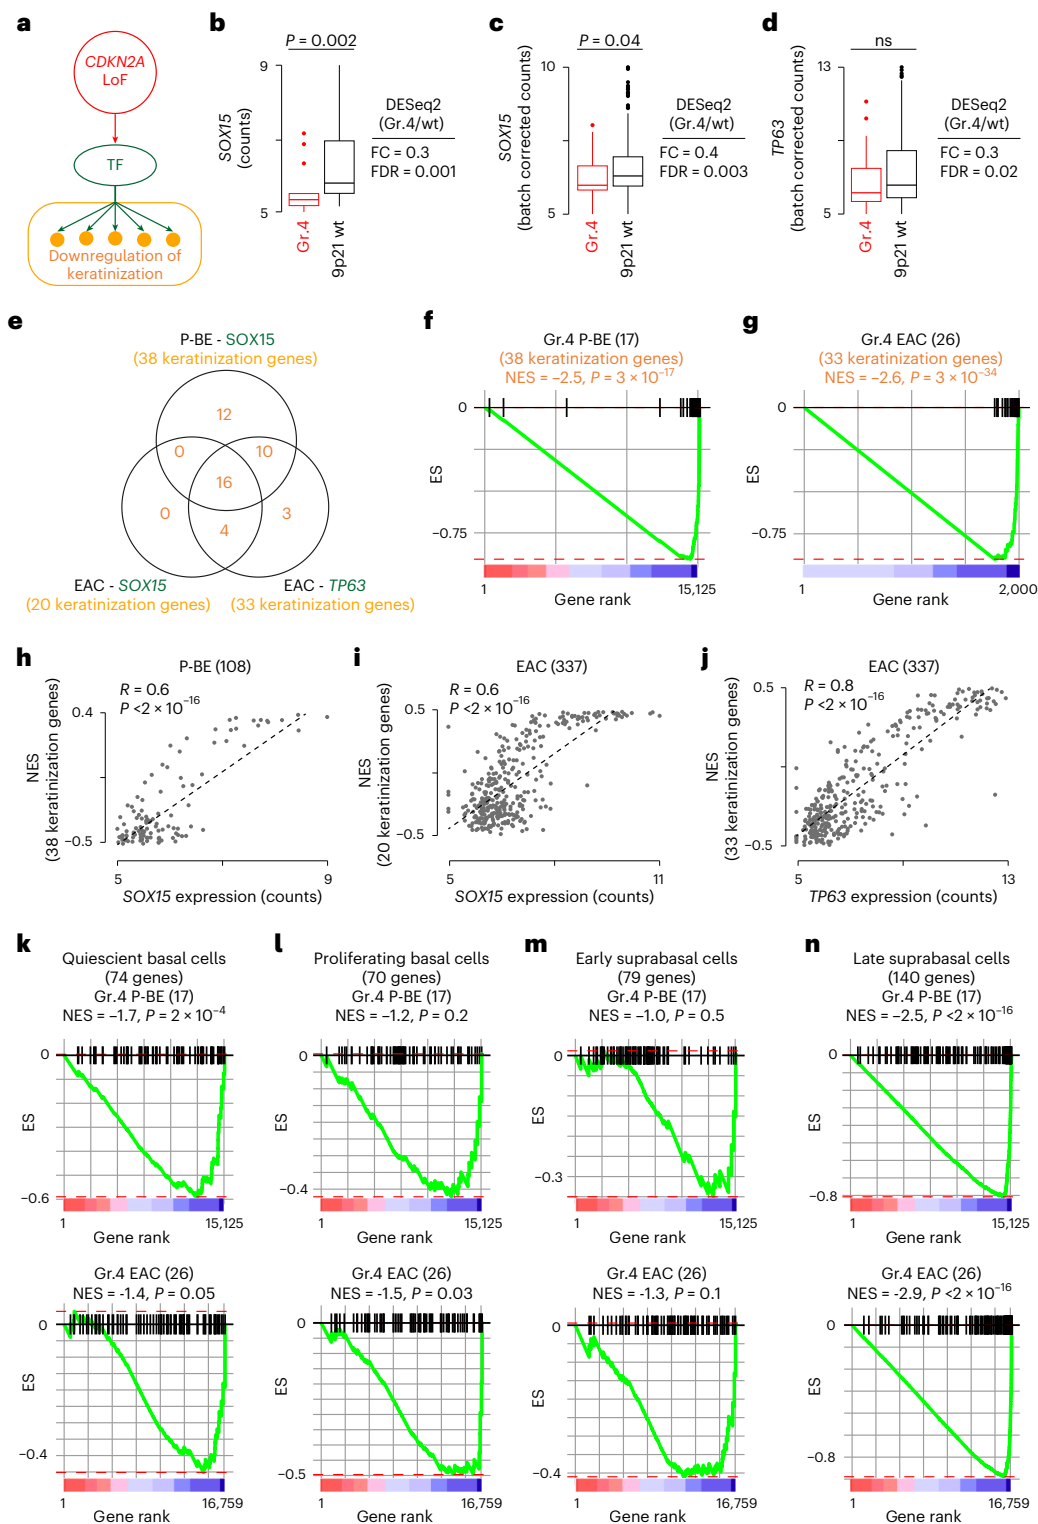 a
CDKN2A
LoF
TF
Downregulation of
keratinization
b
P = 0.002
9
5
SOX15
(counts)
Gr.4
9p21 wt
DESeq2
(Gr.4/wt)
FC = 0.3
FDR = 0.001
c
P = 0.04
10
5
SOX15
(batch corrected counts)
Gr.4
9p21 wt
DESeq2
(Gr.4/wt)
FC = 0.4
FDR = 0.003
d
ns
13
5
TP63
(batch corrected counts)
Gr.4
9p21 wt
DESeq2
(Gr.4/wt)
FC = 0.3
FDR = 0.02
e
P-BE - SOX15
(38 keratinization genes)
12
0
10
16
0
4
3
EAC - SOX15
(20 keratinization genes)
EAC - TP63
(33 keratinization genes)
f
Gr.4 P-BE (17)
(38 keratinization genes)
NES = −2.5, P = 3 × 10⁻¹⁷
0
−0.75
ES
1
15,125
Gene rank
g
Gr.4 EAC (26)
(33 keratinization genes)
NES = −2.6, P = 3 × 10⁻³⁴
0
−0.75
ES
1
2,000
Gene rank
h
P-BE (108)
R = 0.6
P <2 × 10⁻¹⁶
0.4
−0.5
NES
(38 keratinization genes)
5
9
SOX15 expression (counts)
i
EAC (337)
R = 0.6
P <2 × 10⁻¹⁶
0.5
−0.5
NES
(20 keratinization genes)
5
11
SOX15 expression (counts)
j
EAC (337)
R = 0.8
P <2 × 10⁻¹⁶
0.5
−0.5
NES
(33 keratinization genes)
5
13
TP63 expression (counts)
k
Quiescent basal cells
(74 genes)
Gr.4 P-BE (17)
NES = −1.7, P = 2 × 10⁻⁴
0
−0.6
ES
1
15,125
Gene rank
Gr.4 EAC (26)
NES = -1.4, P = 0.05
0
−0.4
ES
1
16,759
Gene rank
l
Proliferating basal cells
(70 genes)
Gr.4 P-BE (17)
NES = −1.2, P = 0.2
0
−0.4
ES
1
15,125
Gene rank
Gr.4 EAC (26)
NES = -1.5, P = 0.03
0
−0.5
ES
1
16,759
Gene rank
m
Early suprabasal cells
(79 genes)
Gr.4 P-BE (17)
NES = −1.0, P = 0.5
0
−0.3
ES
1
15,125
Gene rank
Gr.4 EAC (26)
NES = -1.3, P = 0.1
0
−0.4
ES
1
16,759
Gene rank
n
Late suprabasal cells
(140 genes)
Gr.4 P-BE (17)
NES = −2.5, P <2 × 10⁻¹⁶
0
−0.8
ES
1
15,125
Gene rank
Gr.4 EAC (26)
NES = −2.9, P <2 × 10⁻¹⁶
0
−0.8
ES
1
16,759
Gene rank